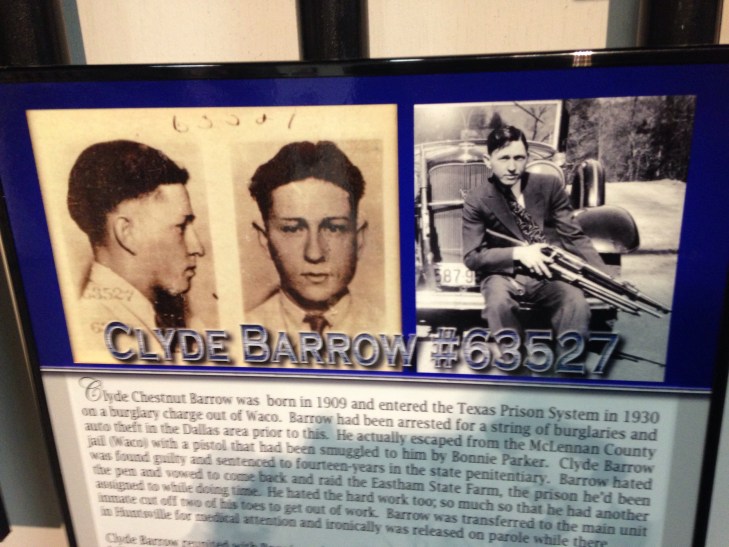 63527
63527
587 9
CLYDE BARROW #63527
Clyde Chestnut Barrow was born in 1909 and entered the Texas Prison System in 1930
on a burglary charge out of Waco. Barrow had been arrested for a string of burglaries and
auto theft in the Dallas area prior to this. He actually escaped from the McLennan County
jail (Waco) with a pistol that had been smuggled to him by Bonnie Parker. Clyde Barrow
was found guilty and sentenced to fourteen-years in the state penitentiary. Barrow hated
the pen and vowed to come back and raid the Eastham State Farm, the prison he'd been
assigned to while doing time. He hated the hard work too; so much so that he had another
inmate cut off two of his toes to get out of work. Barrow was transferred to the main unit
in Huntsville for medical attention and ironically was released on parole while there
Clyde Barrow reunited with